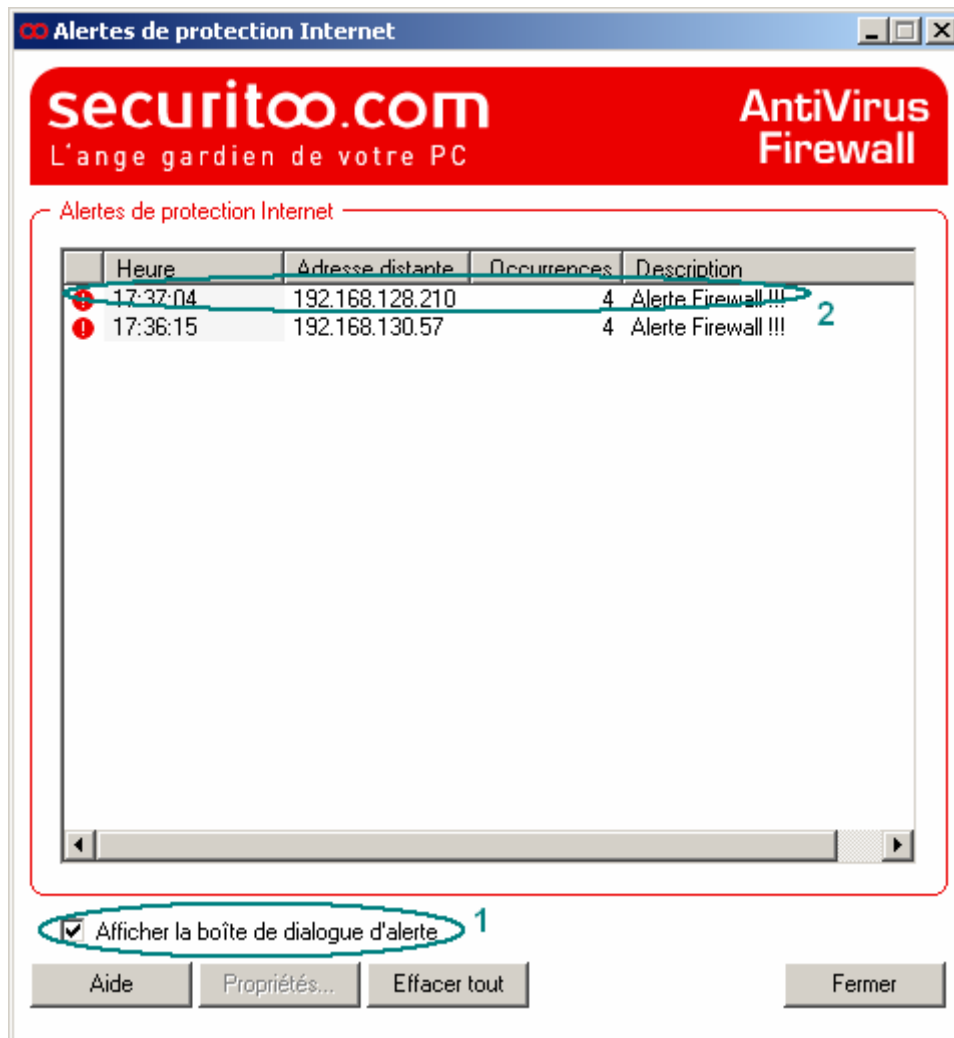 Alertes de protection Internet
securitoo.com
L'ange gardien de votre PC
AntiVirus
Firewall
Alertes de protection Internet
Heure Adresse distante Occurrences Description
17:37:04 192.168.128.210 4 Alerte Firewall !!!
2
17:36:15 192.168.130.57 4 Alerte Firewall !!!
Afficher la boîte de dialogue d'alerte 1
Aide Propriétés... Effacer tout Fermer